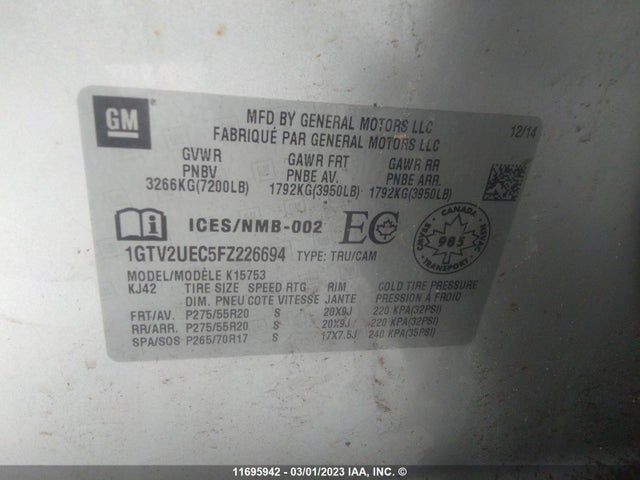 GM
MFD BY GENERAL MOTORS LLC
FABRIQUÉ PAR GENERAL MOTORS LLC
12/14
GVWR GAWR FRT GAWR RR
PNBV PNBE AV. PNBE ARR.
3266KG(7200LB) 1792KG(3950LB) 1792KG(3950LB)
ICES/NMB-002 EC
CANADA
985
1GTV2UEC5FZ226694 TYPE: TRU/CAM
MODEL/MODÈLE K15753
KJ42 TIRE SIZE SPEED RTG RIM COLD TIRE PRESSURE
DIM. PNEU COTE VITESSE JANTE PRESSION À FROID
FRT/AV. P275/55R20 S 20X9J 220 KPA(32PSI)
RR/ARR. P275/55R20 S 20X9J 220 KPA(32PSI)
SPA/SOS P265/70R17 S 17X7.5J 240 KPA(35PSI)
11695942 - 03/01/2023 IAA, INC. ©